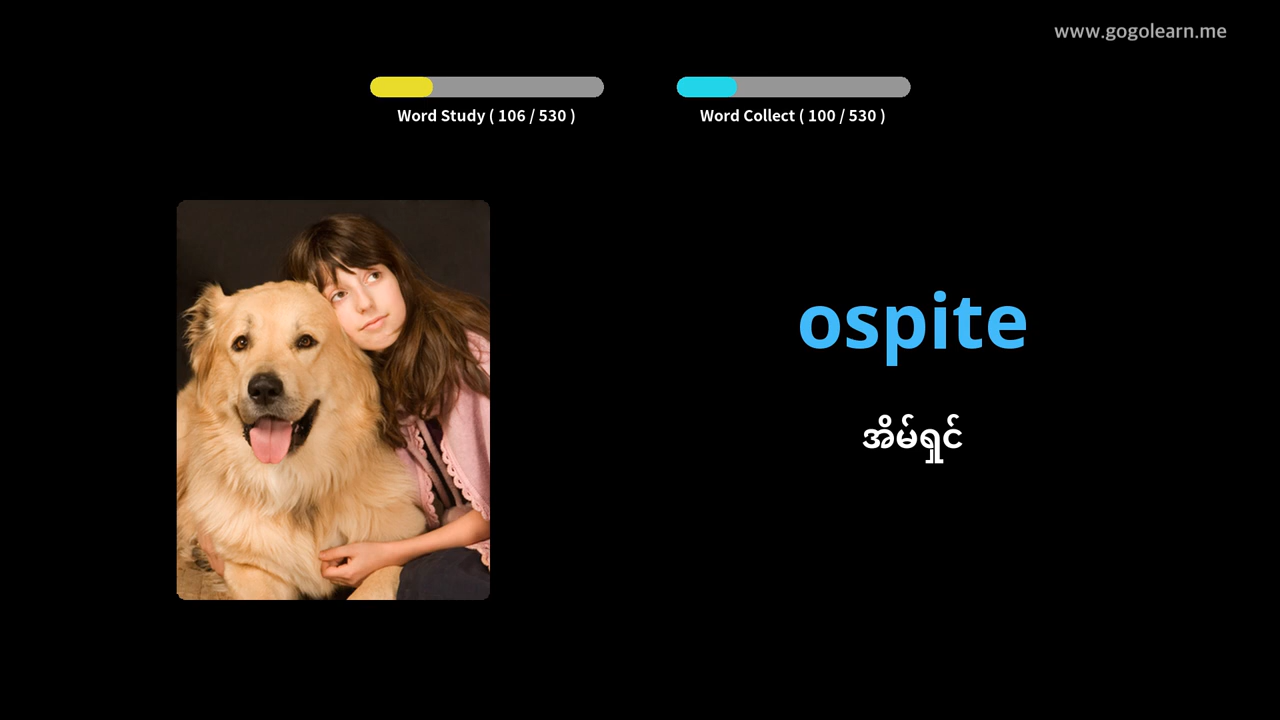 www.gogolearn.me
Word Study ( 106 / 530 )
Word Collect ( 100 / 530 )
ospite
အိမ်ရှင်